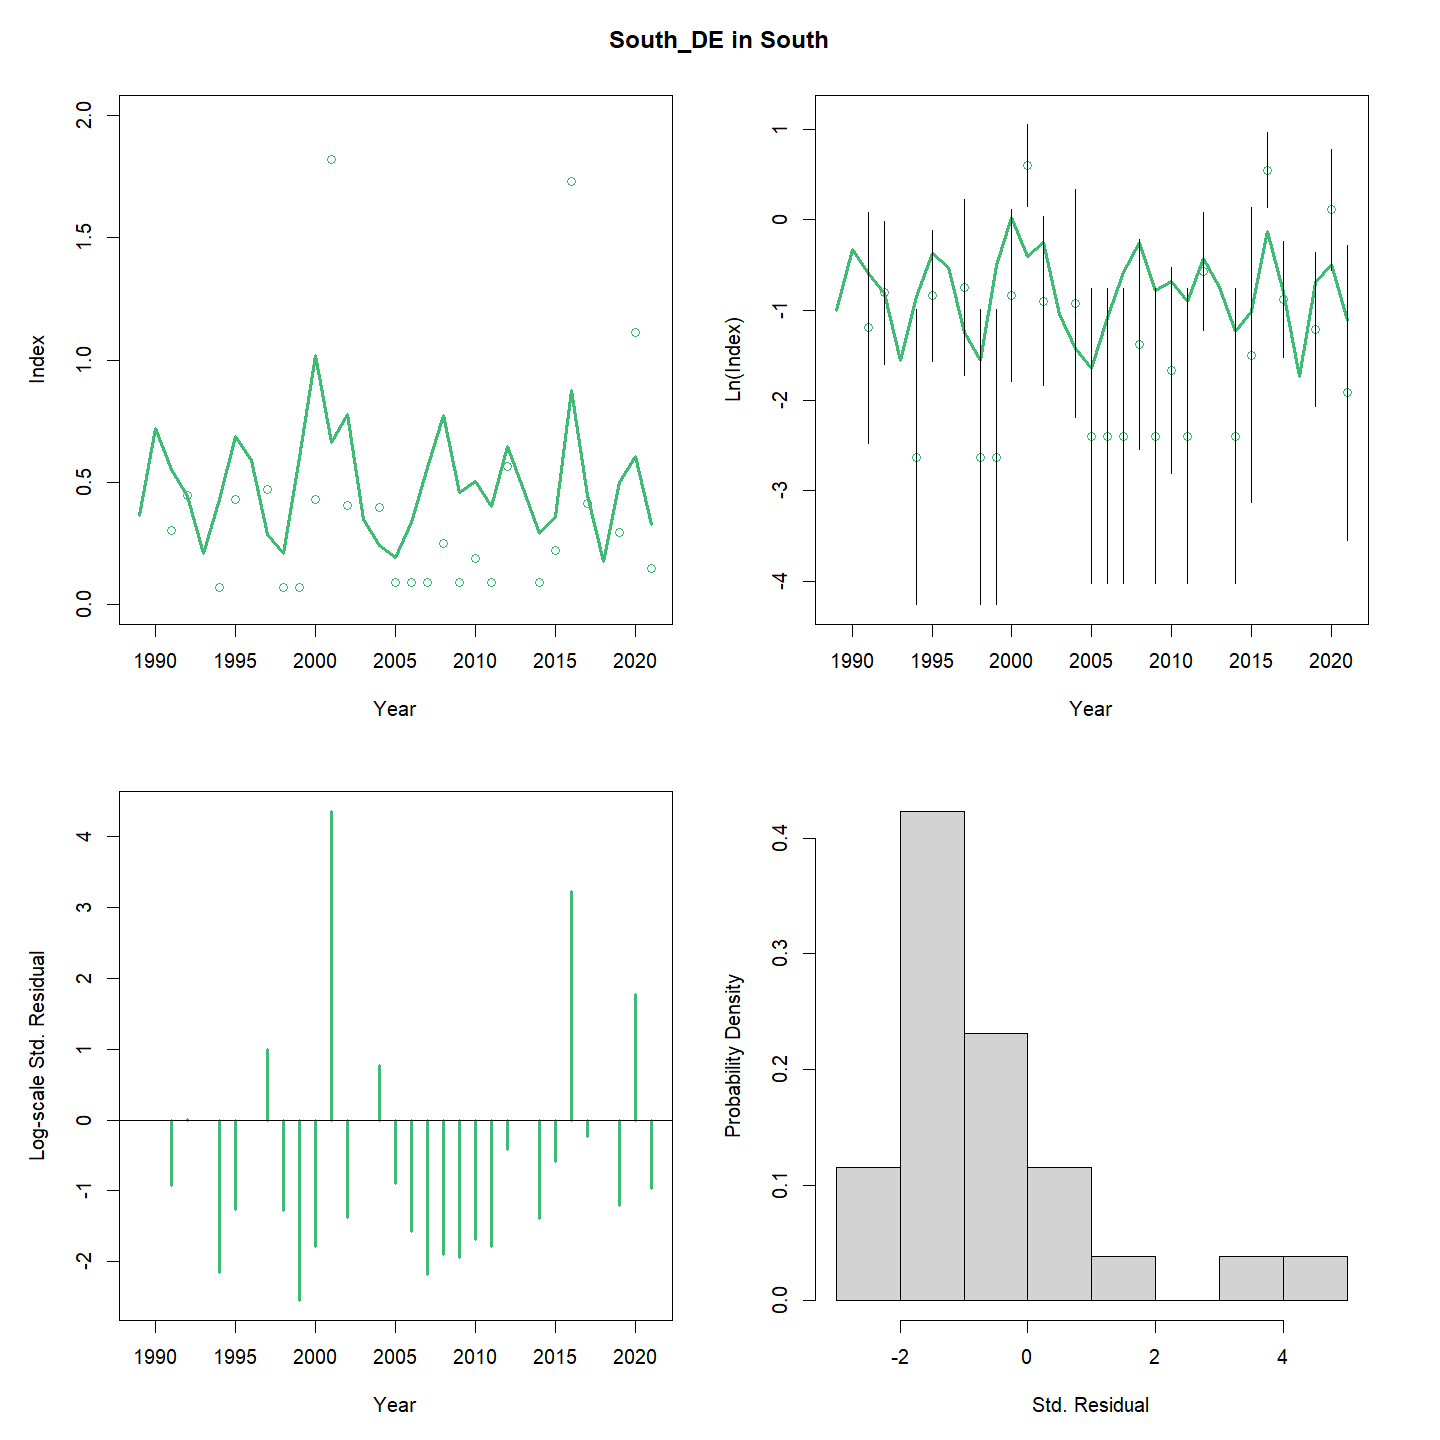 South_DE in South
Index
0.0 0.5 1.0 1.5 2.0
1990 1995 2000 2005 2010 2015 2020
Year
Ln(Index)
-4 -3 -2 -1 0 1
1990 1995 2000 2005 2010 2015 2020
Year
Log-scale Std. Residual
-2 -1 0 1 2 3 4
1990 1995 2000 2005 2010 2015 2020
Year
Probability Density
0.0 0.1 0.2 0.3 0.4
-2 0 2 4
Std. Residual